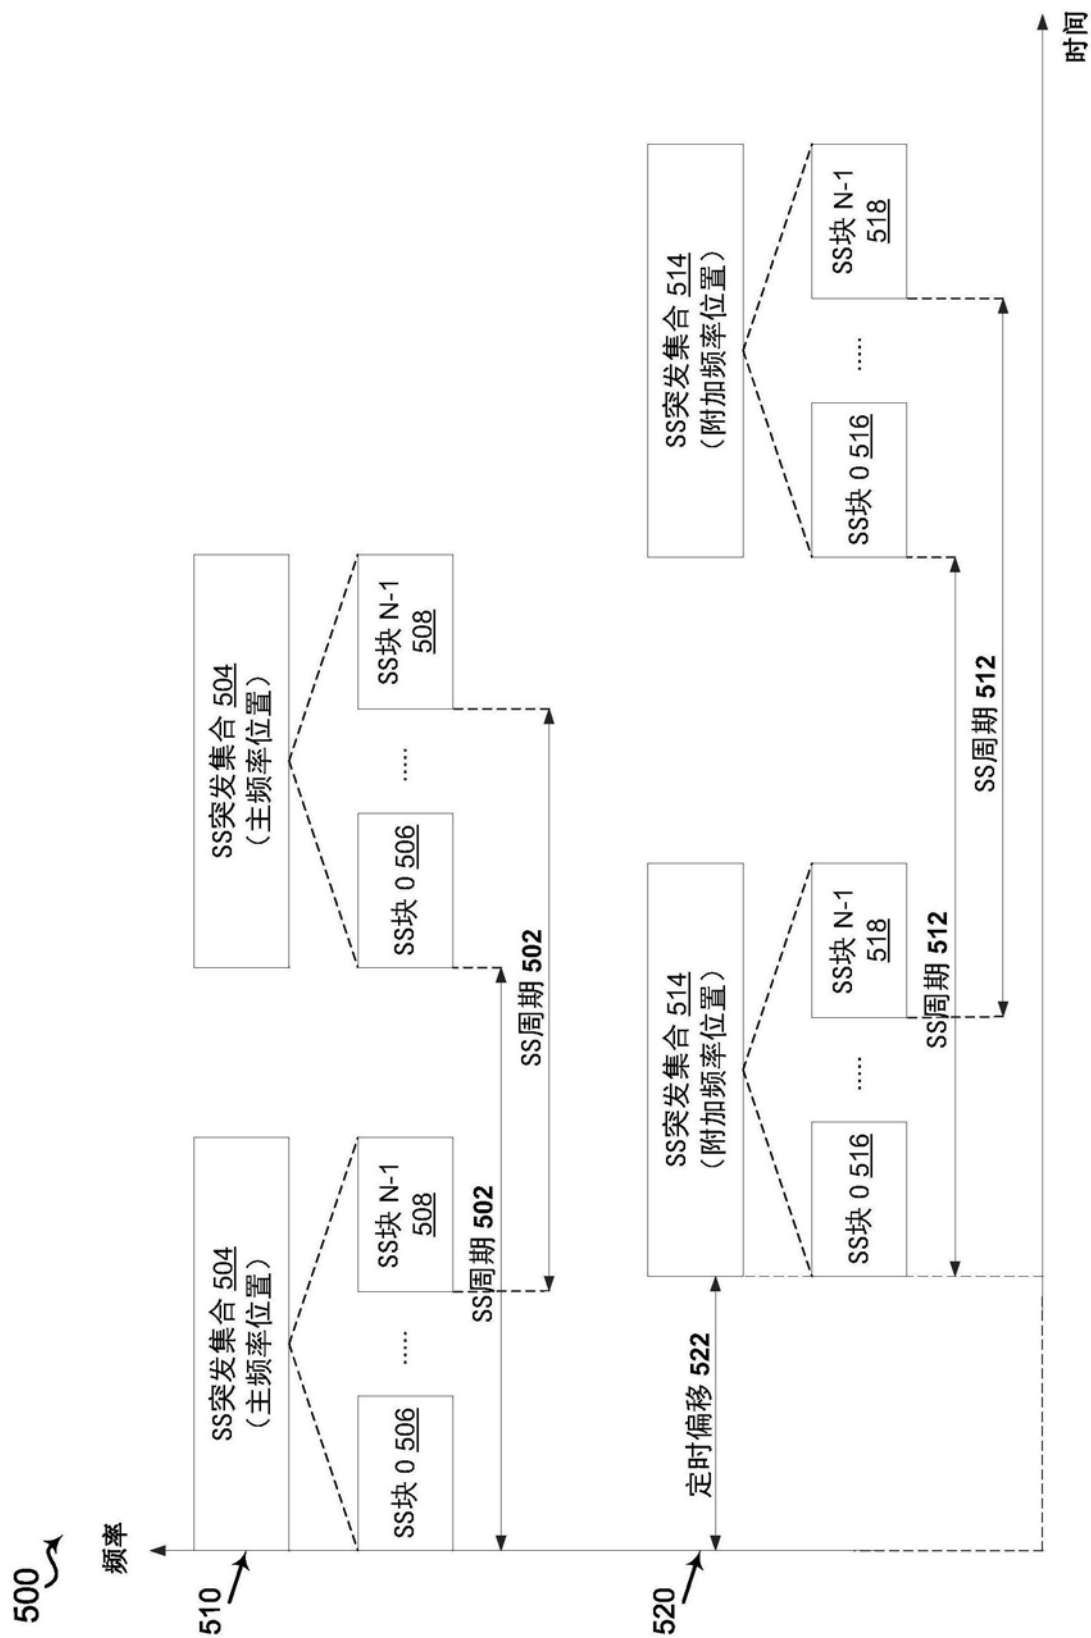 500
频率
510
SS突发集合 504
（主频率位置）
SS突发集合 504
（主频率位置）
SS块 0 506
.....
SS块 N-1
508
SS块 0 506
.....
SS块 N-1
508
SS周期 502
SS周期 502
520
定时偏移 522
SS突发集合 514
（附加频率位置）
SS突发集合 514
（附加频率位置）
SS块 0 516
.....
SS块 N-1
518
SS块 0 516
.....
SS块 N-1
518
SS周期 512
SS周期 512
时间